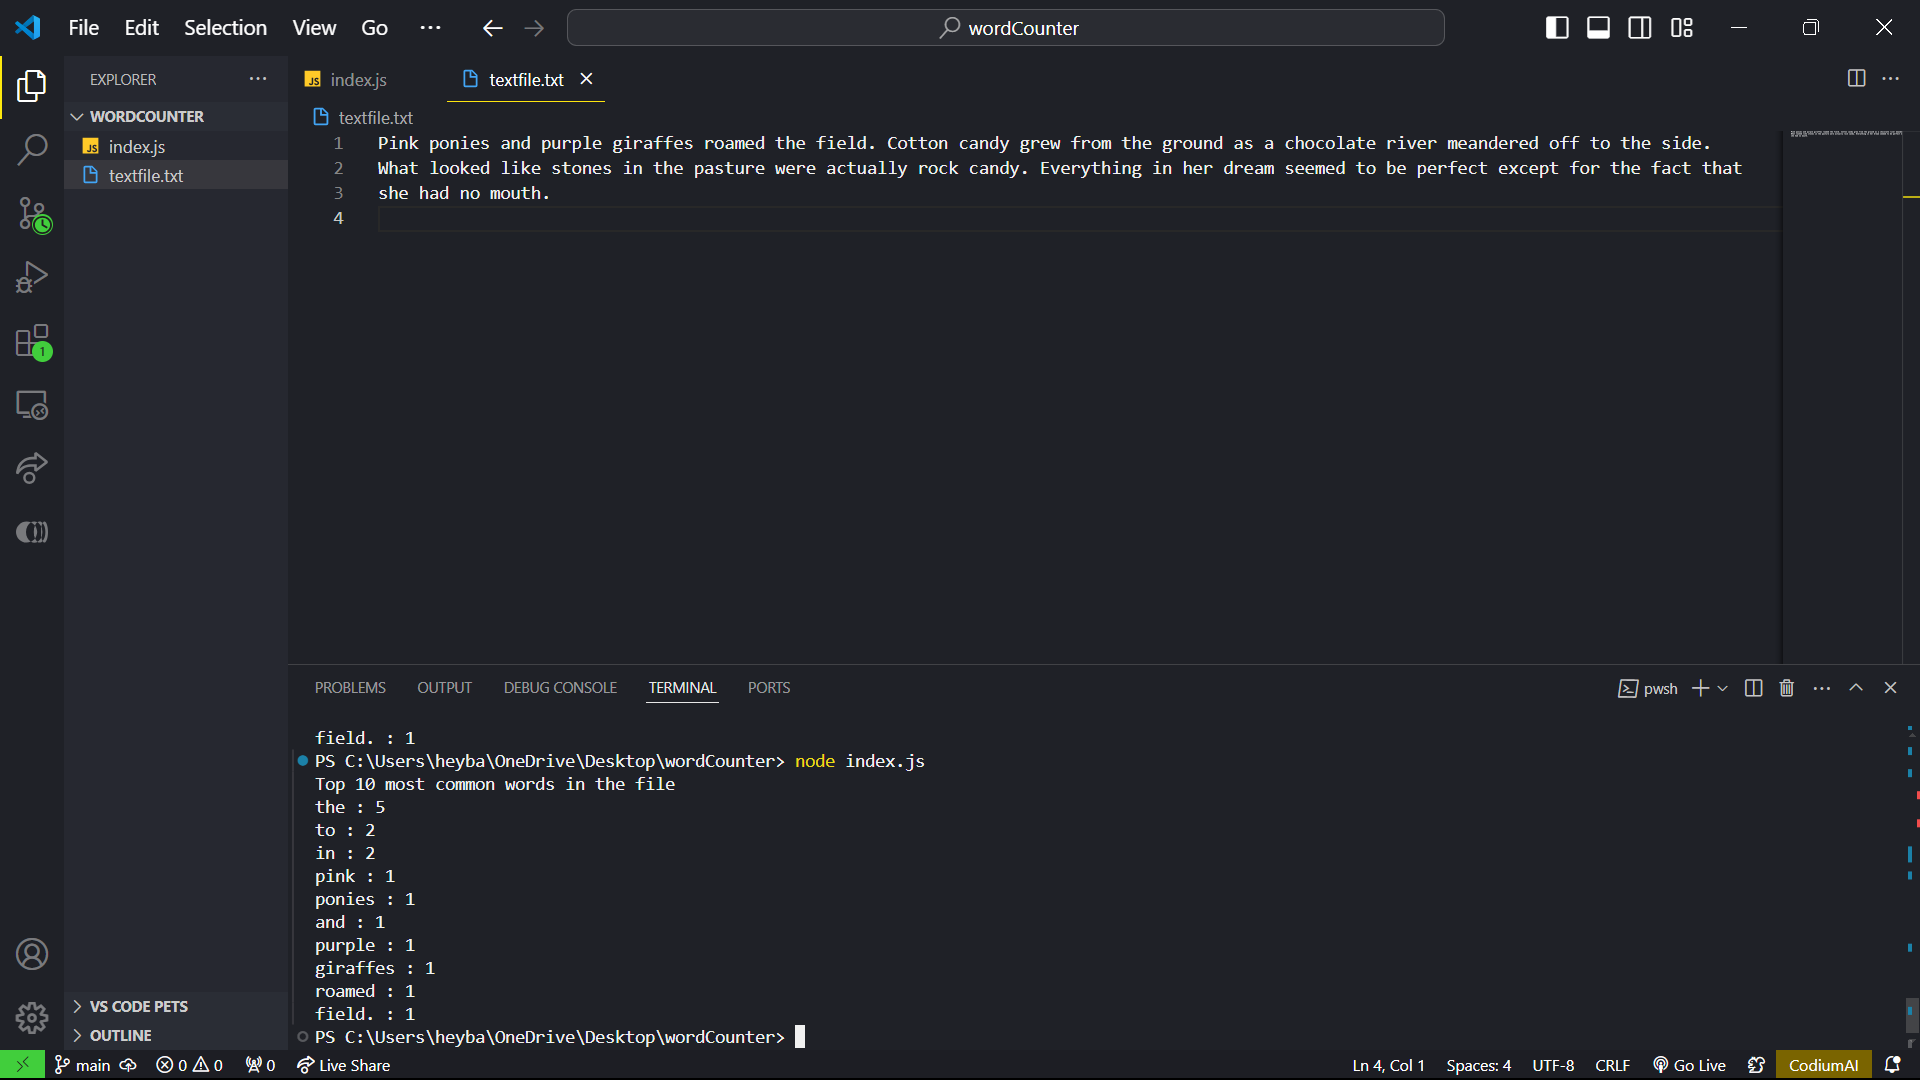 File Edit Selection View Go ··· wordCounter
EXPLORER ···
WORDCOUNTER
JS index.js
textfile.txt
VS CODE PETS
OUTLINE
1
JS index.js textfile.txt
textfile.txt
1 Pink ponies and purple giraffes roamed the field. Cotton candy grew from the ground as a chocolate river meandered off to the side.
2 What looked like stones in the pasture were actually rock candy. Everything in her dream seemed to be perfect except for the fact that
3 she had no mouth.
4
PROBLEMS OUTPUT DEBUG CONSOLE TERMINAL PORTS pwsh
field. : 1
PS C:\Users\heyba\OneDrive\Desktop\wordCounter> node index.js
Top 10 most common words in the file
the : 5
to : 2
in : 2
pink : 1
ponies : 1
and : 1
purple : 1
giraffes : 1
roamed : 1
field. : 1
PS C:\Users\heyba\OneDrive\Desktop\wordCounter>
main 0 0 0 Live Share Ln 4, Col 1 Spaces: 4 UTF-8 CRLF Go Live CodiumAI